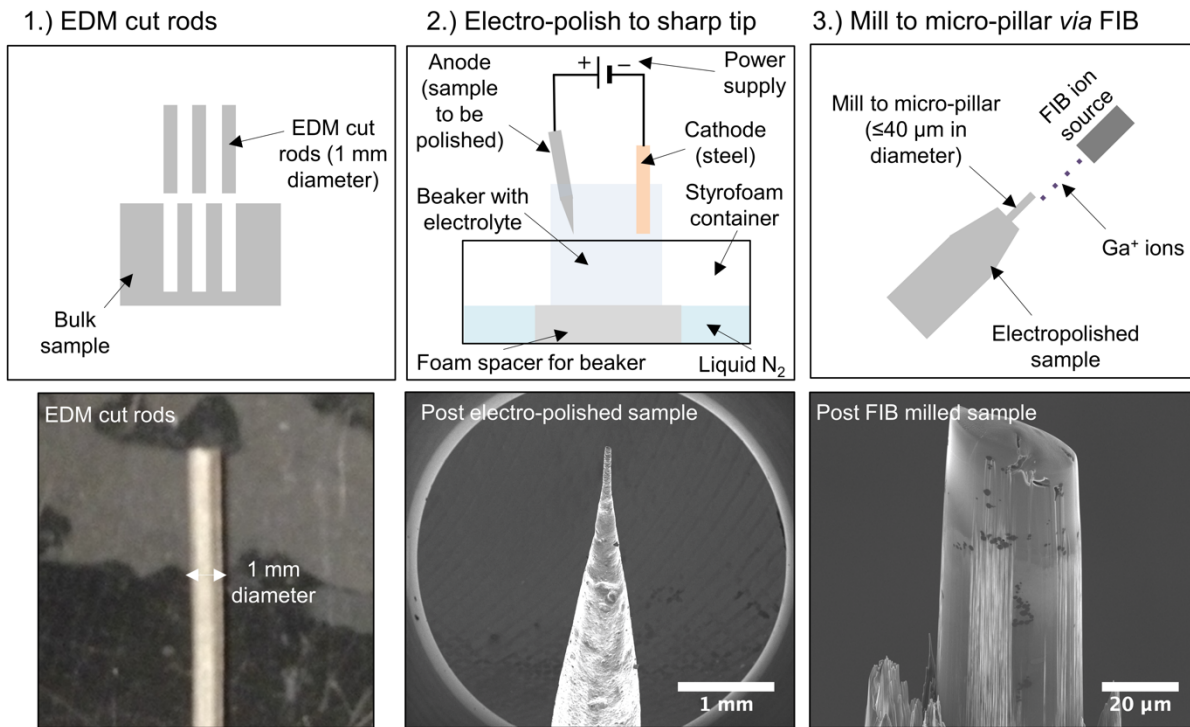 1.) EDM cut rods
2.) Electro-polish to sharp tip
3.) Mill to micro-pillar via FIB
EDM cut
rods (1 mm
diameter)
Bulk
sample
Anode
(sample
to be
polished)
+
−
Power
supply
Cathode
(steel)
Beaker with
electrolyte
Styrofoam
container
Foam spacer for beaker
Liquid N₂
Mill to micro-pillar
(≤40 µm in
diameter)
FIB ion
source
Ga⁺ ions
Electropolished
sample
EDM cut rods
1 mm
diameter
Post electro-polished sample
1 mm
Post FIB milled sample
20 µm